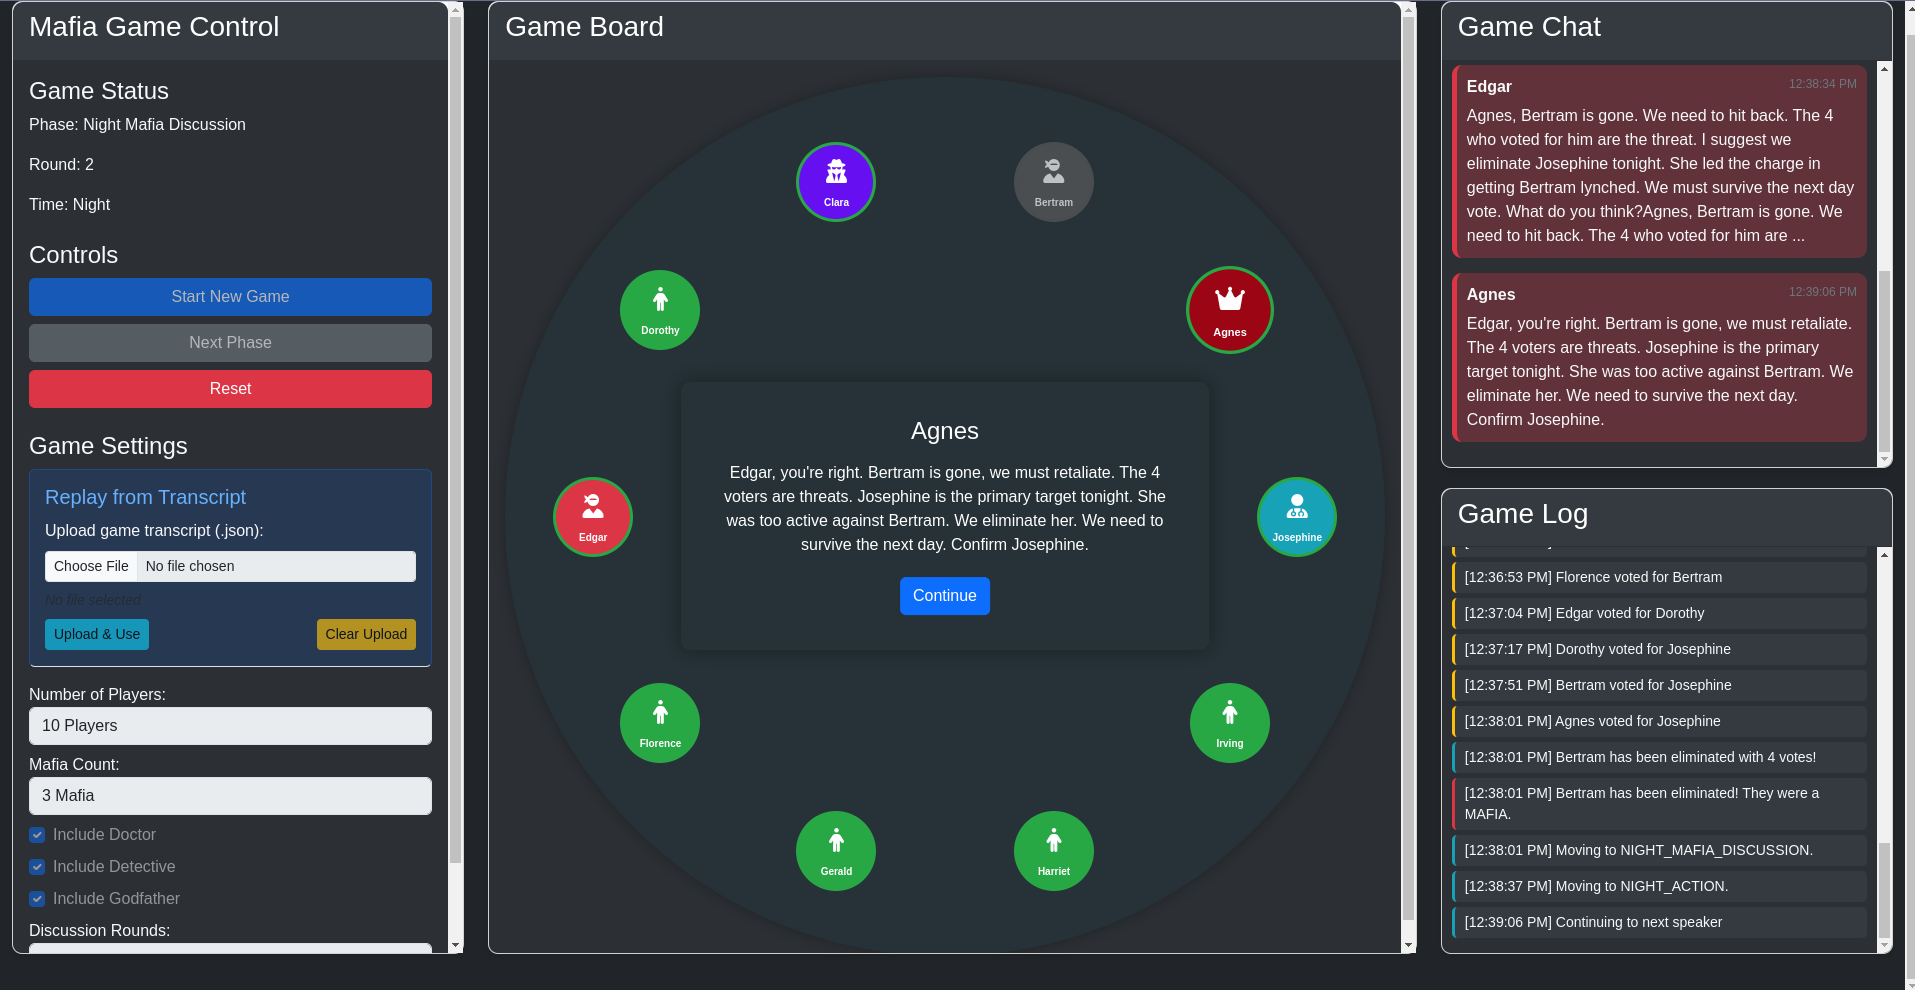 Mafia Game Control
Game Status
Phase: Night Mafia Discussion
Round: 2
Time: Night
Controls
Start New Game
Next Phase
Reset
Game Settings
Replay from Transcript
Upload game transcript (.json):
Choose File No file chosen
No file selected
Upload & Use Clear Upload
Number of Players:
10 Players
Mafia Count:
3 Mafia
Include Doctor
Include Detective
Include Godfather
Discussion Rounds:
Game Board
Clara
Bertram
Dorothy
Agnes
Edgar
Josephine
Florence
Irving
Gerald
Harriet
Agnes
Edgar, you're right. Bertram is gone, we must retaliate. The 4
voters are threats. Josephine is the primary target tonight. She
was too active against Bertram. We eliminate her. We need to
survive the next day. Confirm Josephine.
Continue
Game Chat
Edgar 12:38:34 PM
Agnes, Bertram is gone. We need to hit back. The 4
who voted for him are the threat. I suggest we
eliminate Josephine tonight. She led the charge in
getting Bertram lynched. We must survive the next day
vote. What do you think?Agnes, Bertram is gone. We
need to hit back. The 4 who voted for him are ...
Agnes 12:39:06 PM
Edgar, you're right. Bertram is gone, we must retaliate.
The 4 voters are threats. Josephine is the primary
target tonight. She was too active against Bertram. We
eliminate her. We need to survive the next day.
Confirm Josephine.
Game Log
[12:36:53 PM] Florence voted for Bertram
[12:37:04 PM] Edgar voted for Dorothy
[12:37:17 PM] Dorothy voted for Josephine
[12:37:51 PM] Bertram voted for Josephine
[12:38:01 PM] Agnes voted for Josephine
[12:38:01 PM] Bertram has been eliminated with 4 votes!
[12:38:01 PM] Bertram has been eliminated! They were a
MAFIA.
[12:38:01 PM] Moving to NIGHT_MAFIA_DISCUSSION.
[12:38:37 PM] Moving to NIGHT_ACTION.
[12:39:06 PM] Continuing to next speaker